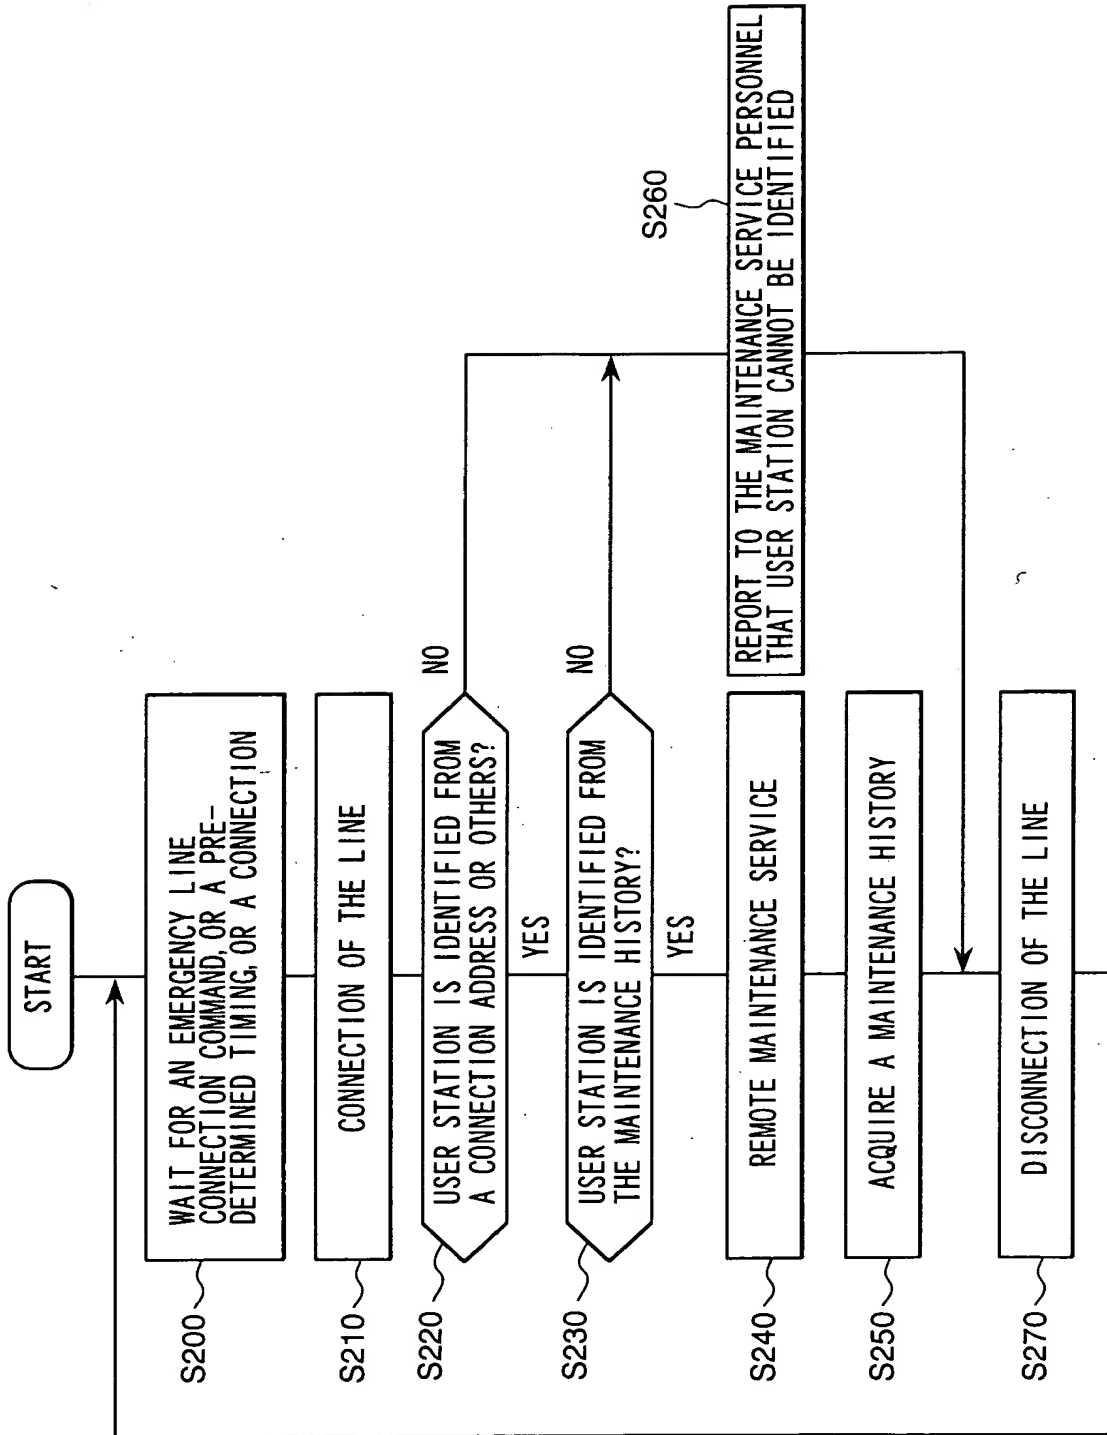 START
S200
WAIT FOR AN EMERGENCY LINE
CONNECTION COMMAND, OR A PRE-
DETERMINED TIMING, OR A CONNECTION
S210
CONNECTION OF THE LINE
S220
USER STATION IS IDENTIFIED FROM
A CONNECTION ADDRESS OR OTHERS?
NO
YES
S230
USER STATION IS IDENTIFIED FROM
THE MAINTENANCE HISTORY?
NO
YES
S240
REMOTE MAINTENANCE SERVICE
S260
REPORT TO THE MAINTENANCE SERVICE PERSONNEL
THAT USER STATION CANNOT BE IDENTIFIED
S250
ACQUIRE A MAINTENANCE HISTORY
S270
DISCONNECTION OF THE LINE